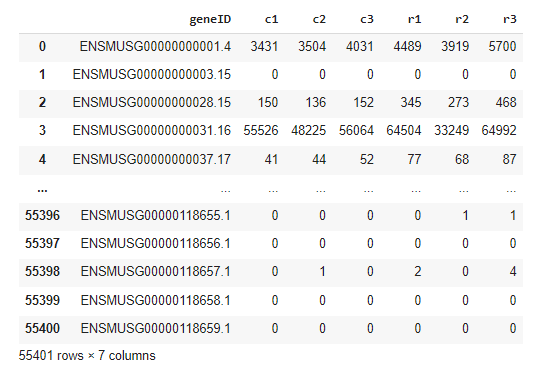 geneID c1 c2 c3 r1 r2 r3
0 ENSMUSG00000000001.4 3431 3504 4031 4489 3919 5700
1 ENSMUSG00000000003.15 0 0 0 0 0 0
2 ENSMUSG00000000028.15 150 136 152 345 273 468
3 ENSMUSG00000000031.16 55526 48225 56064 64504 33249 64992
4 ENSMUSG00000000037.17 41 44 52 77 68 87
... ... ... ... ... ... ... ...
55396 ENSMUSG00000118655.1 0 0 0 0 1 1
55397 ENSMUSG00000118656.1 0 0 0 0 0 0
55398 ENSMUSG00000118657.1 0 1 0 2 0 4
55399 ENSMUSG00000118658.1 0 0 0 0 0 0
55400 ENSMUSG00000118659.1 0 0 0 0 0 0
55401 rows × 7 columns